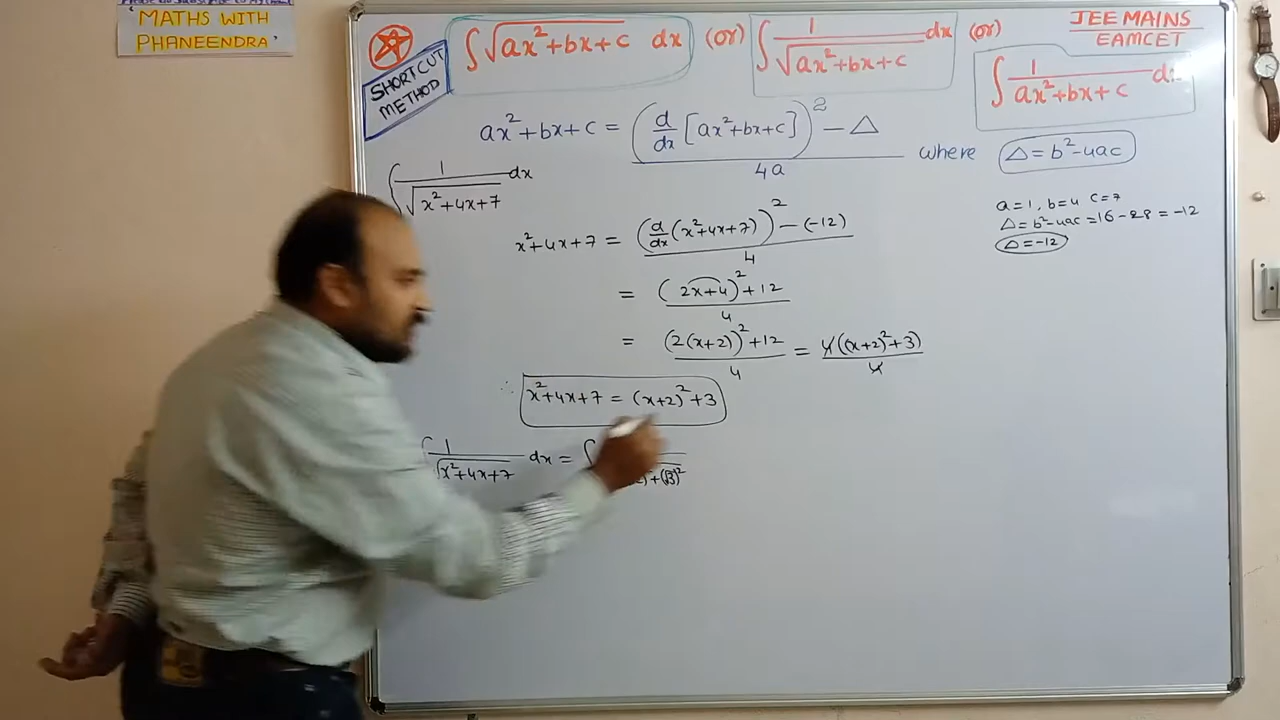 MATHS WITH
PHANEENDRA
SHORTCUT
METHOD
∫√(ax²+bx+c) dx (or) ∫ 1/√(ax²+bx+c) dx (or)
∫ 1/(ax²+bx+c)
JEE MAINS
EAMCET
ax²+bx+c = ((d/dx [ax²+bx+c])² − Δ)/4a where Δ=b²-4ac
∫ 1/√(x²+4x+7) dx
a=1, b=4 c=7
Δ=b²-4ac=16-28=-12
Δ=-12
x²+4x+7 = ((d/dx (x²+4x+7))² − (-12))/4
= ((2x+4)²+12)/4
= ((2(x+2))²+12)/4 = 4((x+2)²+3)/4
∴ x²+4x+7 = (x+2)²+3
∫ 1/√(x²+4x+7) dx = ∫ )²+(√3)²